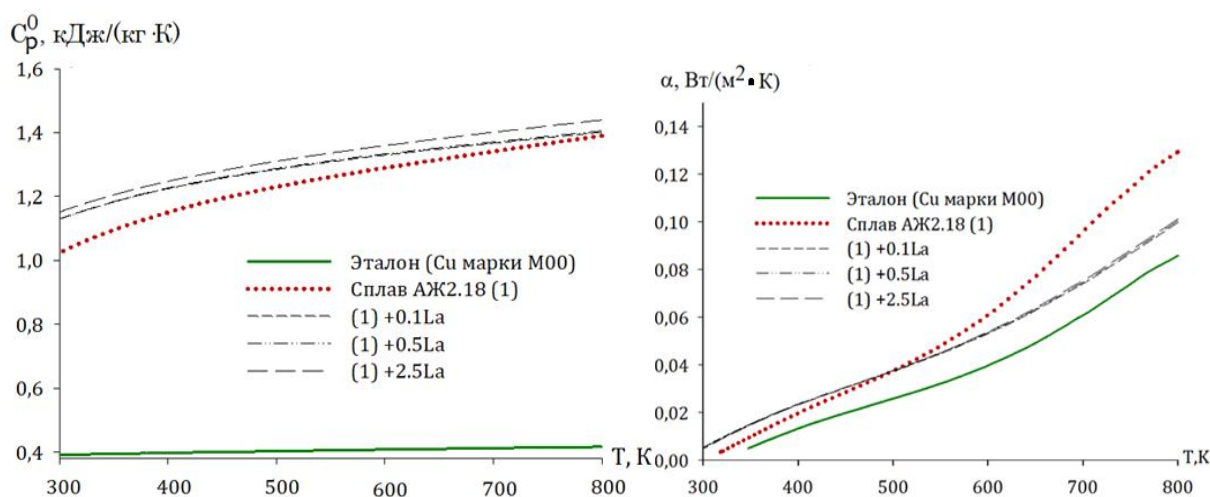 C⁰p, кДж/(кг·К)
1,6
1,4
1,2
1,0
0,8
0,6
0,4
300 400 500 600 700 800
T, К
Эталон (Cu марки М00)
Сплав АЖ2.18 (1)
(1) +0.1La
(1) +0.5La
(1) +2.5La
α, Вт/(м²·К)
0,14
0,12
0,10
0,08
0,06
0,04
0,02
0,00
300 400 500 600 700 800
T,К
Эталон (Cu марки М00)
Сплав АЖ2.18 (1)
(1) +0.1La
(1) +0.5La
(1) +2.5La